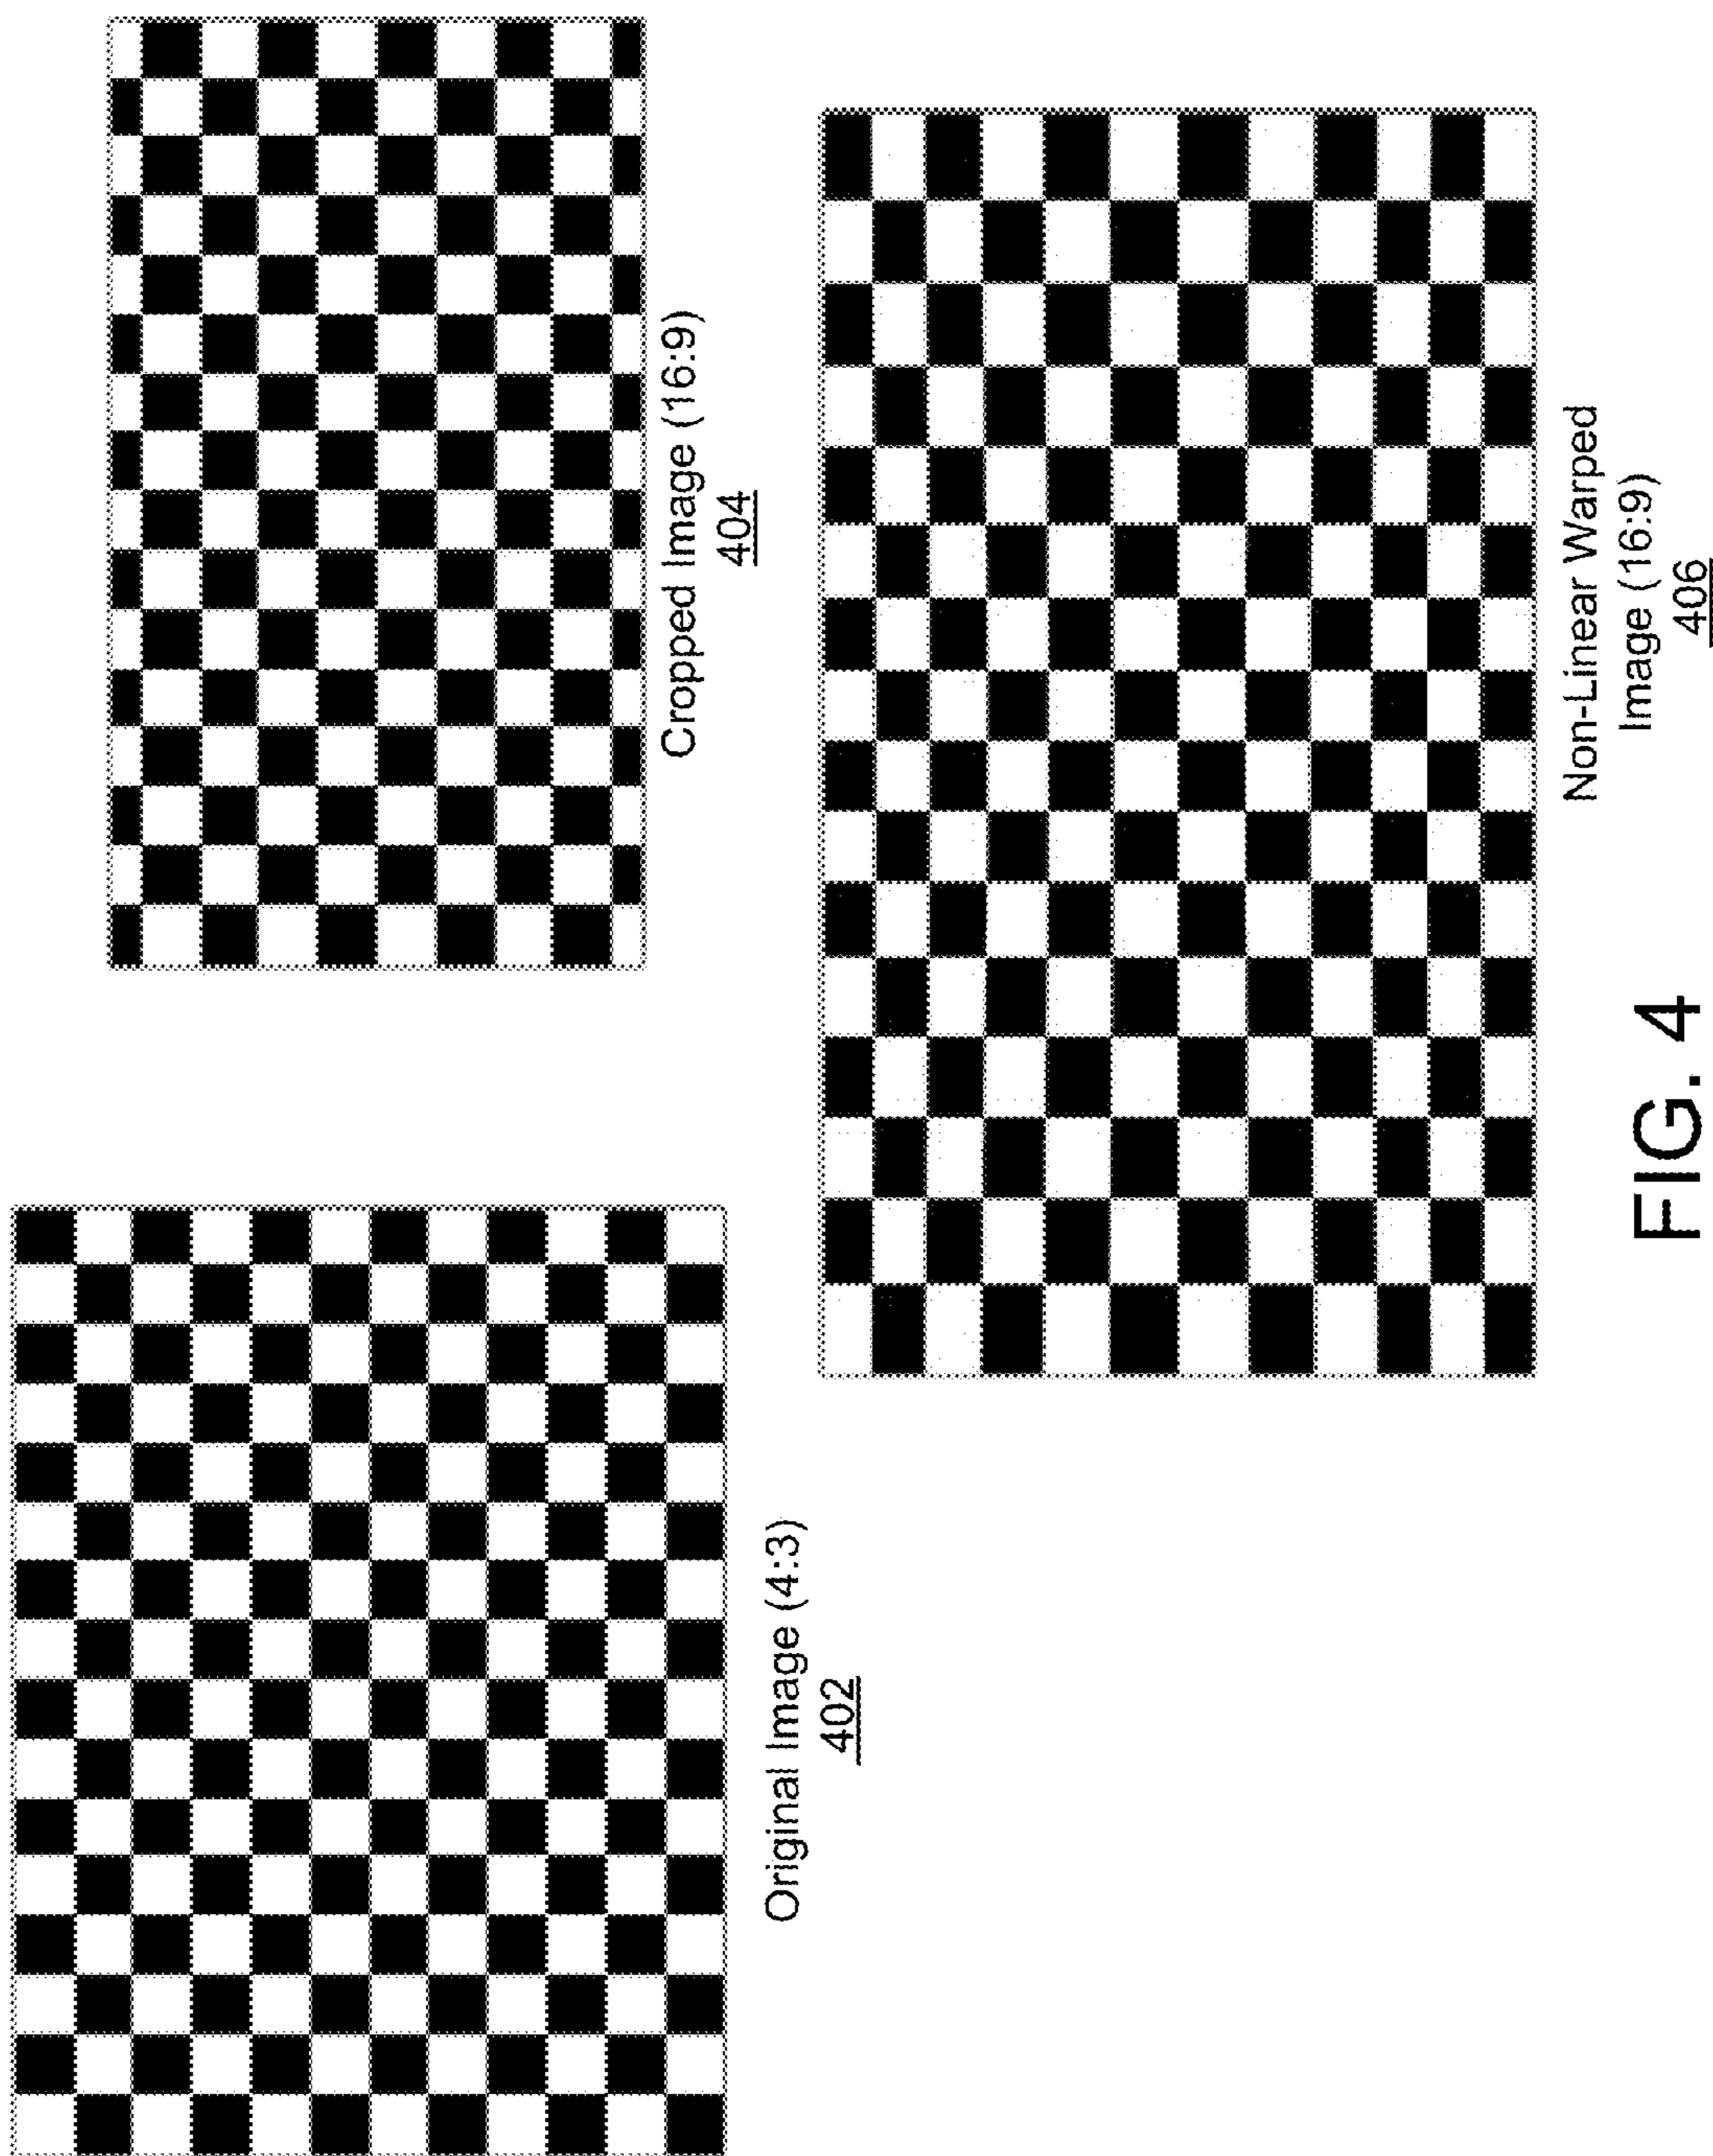 Original Image (4:3)
402
Cropped Image (16:9)
404
Non-Linear Warped
Image (16:9)
406
FIG. 4